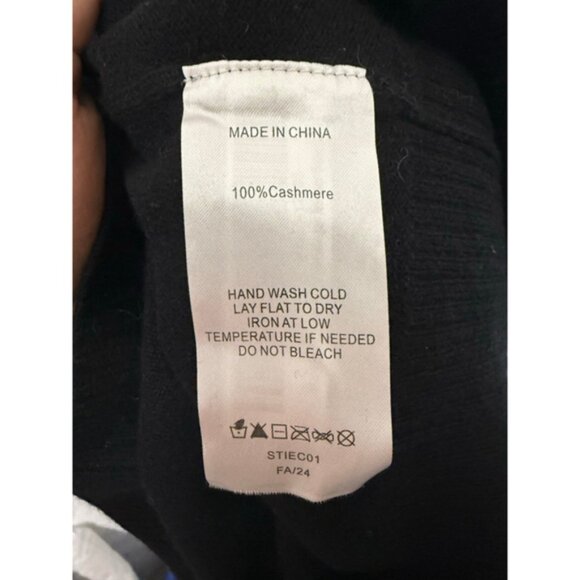 MADE IN CHINA
100%Cashmere
HAND WASH COLD
LAY FLAT TO DRY
IRON AT LOW
TEMPERATURE IF NEEDED
DO NOT BLEACH
STIEC01
FA/24